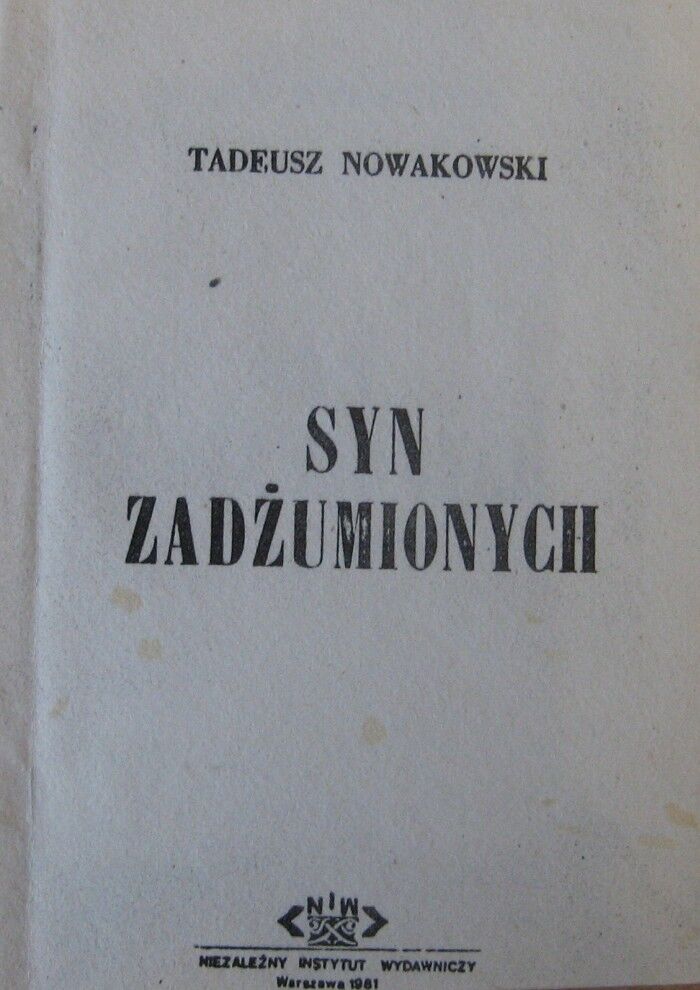 TADEUSZ NOWAKOWSKI
SYN
ZADŻUMIONYCH
NIW
NIEZALEŻNY INSTYTUT WYDAWNICZY
Warszawa 1981